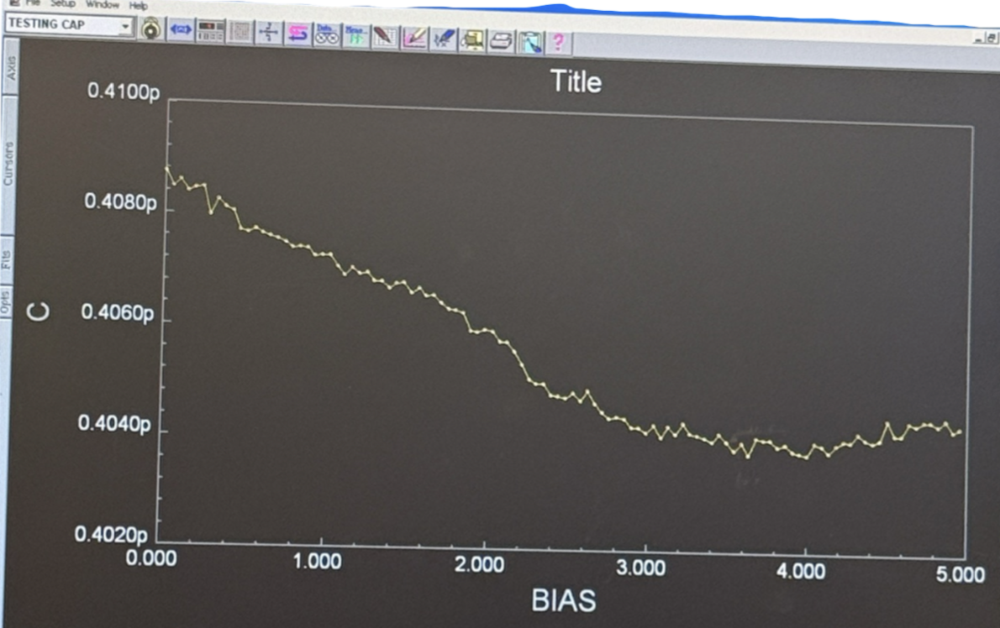 File Setup Window Help
TESTING CAP
Data
?
Axis
Cursors
Fits
Opts
Title
0.4100p
0.4080p
0.4060p
0.4040p
0.4020p
C
0.000 1.000 2.000 3.000 4.000 5.000
BIAS